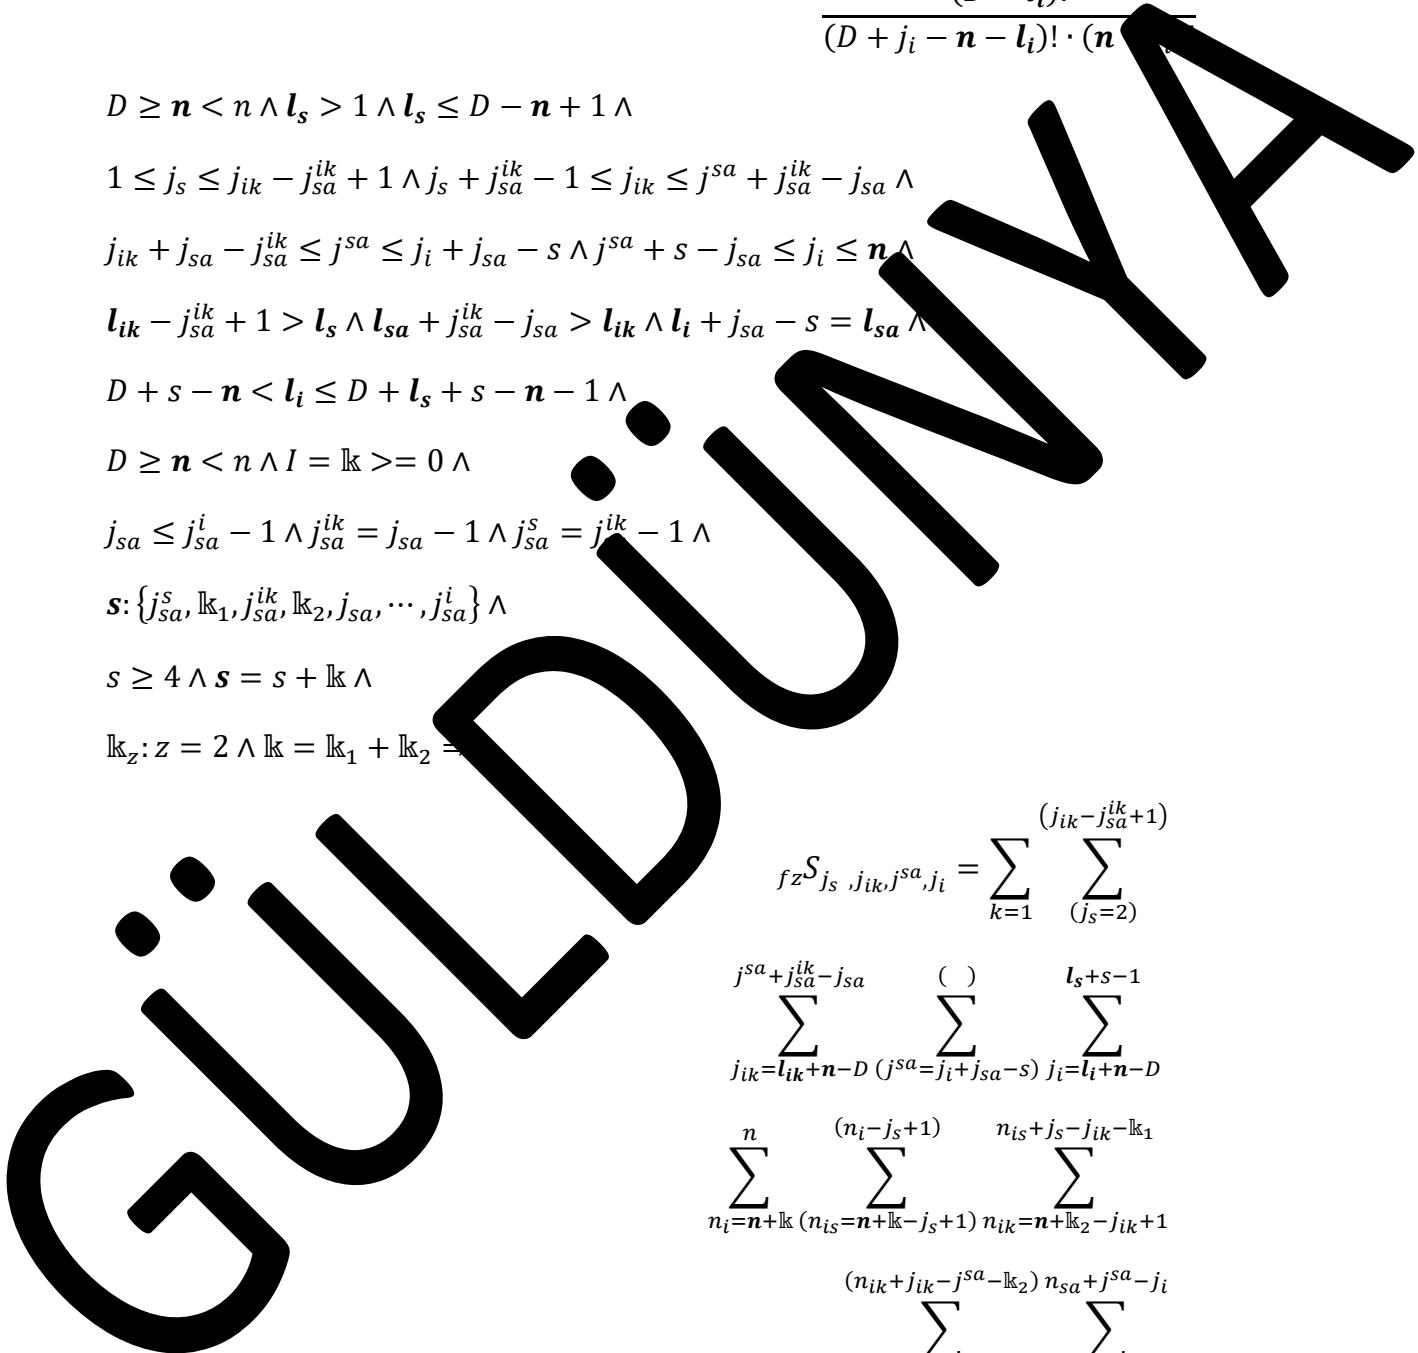 (D + j_i − n − l_i)! · (n
D ≥ n < n ∧ l_s > 1 ∧ l_s ≤ D − n + 1 ∧
1 ≤ j_s ≤ j_{ik} − j_{sa}^{ik} + 1 ∧ j_s + j_{sa}^{ik} − 1 ≤ j_{ik} ≤ j^{sa} + j_{sa}^{ik} − j_{sa} ∧
j_{ik} + j_{sa} − j_{sa}^{ik} ≤ j^{sa} ≤ j_i + j_{sa} − s ∧ j^{sa} + s − j_{sa} ≤ j_i ≤ n ∧
l_{ik} − j_{sa}^{ik} + 1 > l_s ∧ l_{sa} + j_{sa}^{ik} − j_{sa} > l_{ik} ∧ l_i + j_{sa} − s = l_{sa} ∧
D + s − n < l_i ≤ D + l_s + s − n − 1 ∧
D ≥ n < n ∧ I = 𝕜 >= 0 ∧
j_{sa} ≤ j_{sa}^{i} − 1 ∧ j_{sa}^{ik} = j_{sa} − 1 ∧ j_{sa}^{s} = j_{sa}^{ik} − 1 ∧
s: {j_{sa}^{s}, 𝕜_1, j_{sa}^{ik}, 𝕜_2, j_{sa}, ⋯, j_{sa}^{i}} ∧
s ≥ 4 ∧ s = s + 𝕜 ∧
𝕜_z: z = 2 ∧ 𝕜 = 𝕜_1 + 𝕜_2
{}_{fz}S_{j_s, j_{ik}, j^{sa}, j_i} = ∑_{k=1} ∑_{(j_s=2)}^{(j_{ik}−j_{sa}^{ik}+1)}
∑_{j_{ik}=l_{ik}+n−D}^{j^{sa}+j_{sa}^{ik}−j_{sa}} ∑_{(j^{sa}=j_i+j_{sa}−s)}^{( )} ∑_{j_i=l_i+n−D}^{l_s+s−1}
∑_{n_i=n+𝕜}^{n} ∑_{(n_{is}=n+𝕜−j_s+1)}^{(n_i−j_s+1)} ∑_{n_{ik}=n+𝕜_2−j_{ik}+1}^{n_{is}+j_s−j_{ik}−𝕜_1}
∑^{(n_{ik}+j_{ik}−j^{sa}−𝕜_2)} ∑^{n_{sa}+j^{sa}−j_i}
GÜLDÜNYA